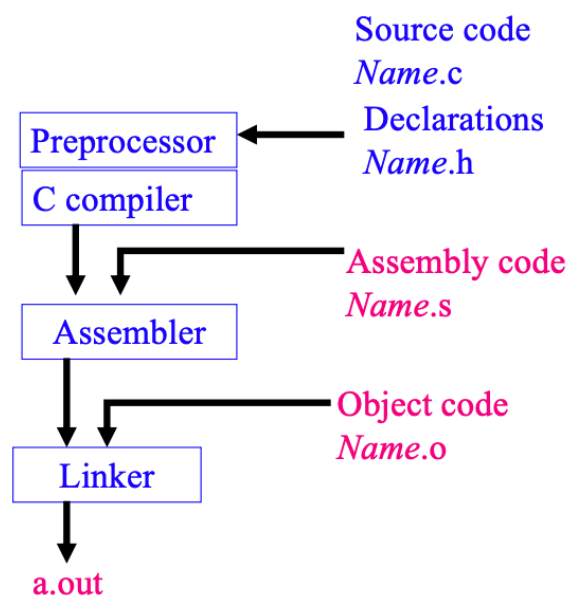 Source code
Name.c
Declarations
Name.h
Preprocessor
C compiler
Assembly code
Name.s
Assembler
Object code
Name.o
Linker
a.out